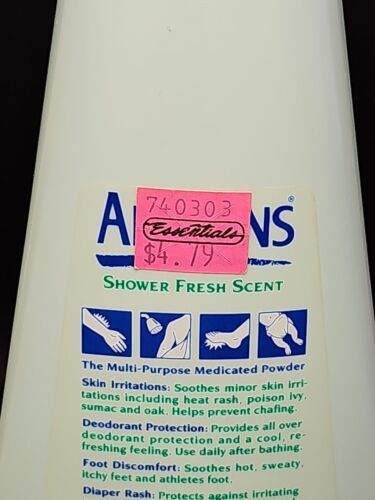 740303
Essentials
$4.79
SHOWER FRESH SCENT
The Multi-Purpose Medicated Powder
Skin Irritations: Soothes minor skin irri-
tations including heat rash, poison ivy,
sumac and oak. Helps prevent chafing.
Deodorant Protection: Provides all over
deodorant protection and a cool, re-
freshing feeling. Use daily after bathing.
Foot Discomfort: Soothes hot, sweaty,
itchy feet and athletes foot.
Diaper Rash: Protects against irritating